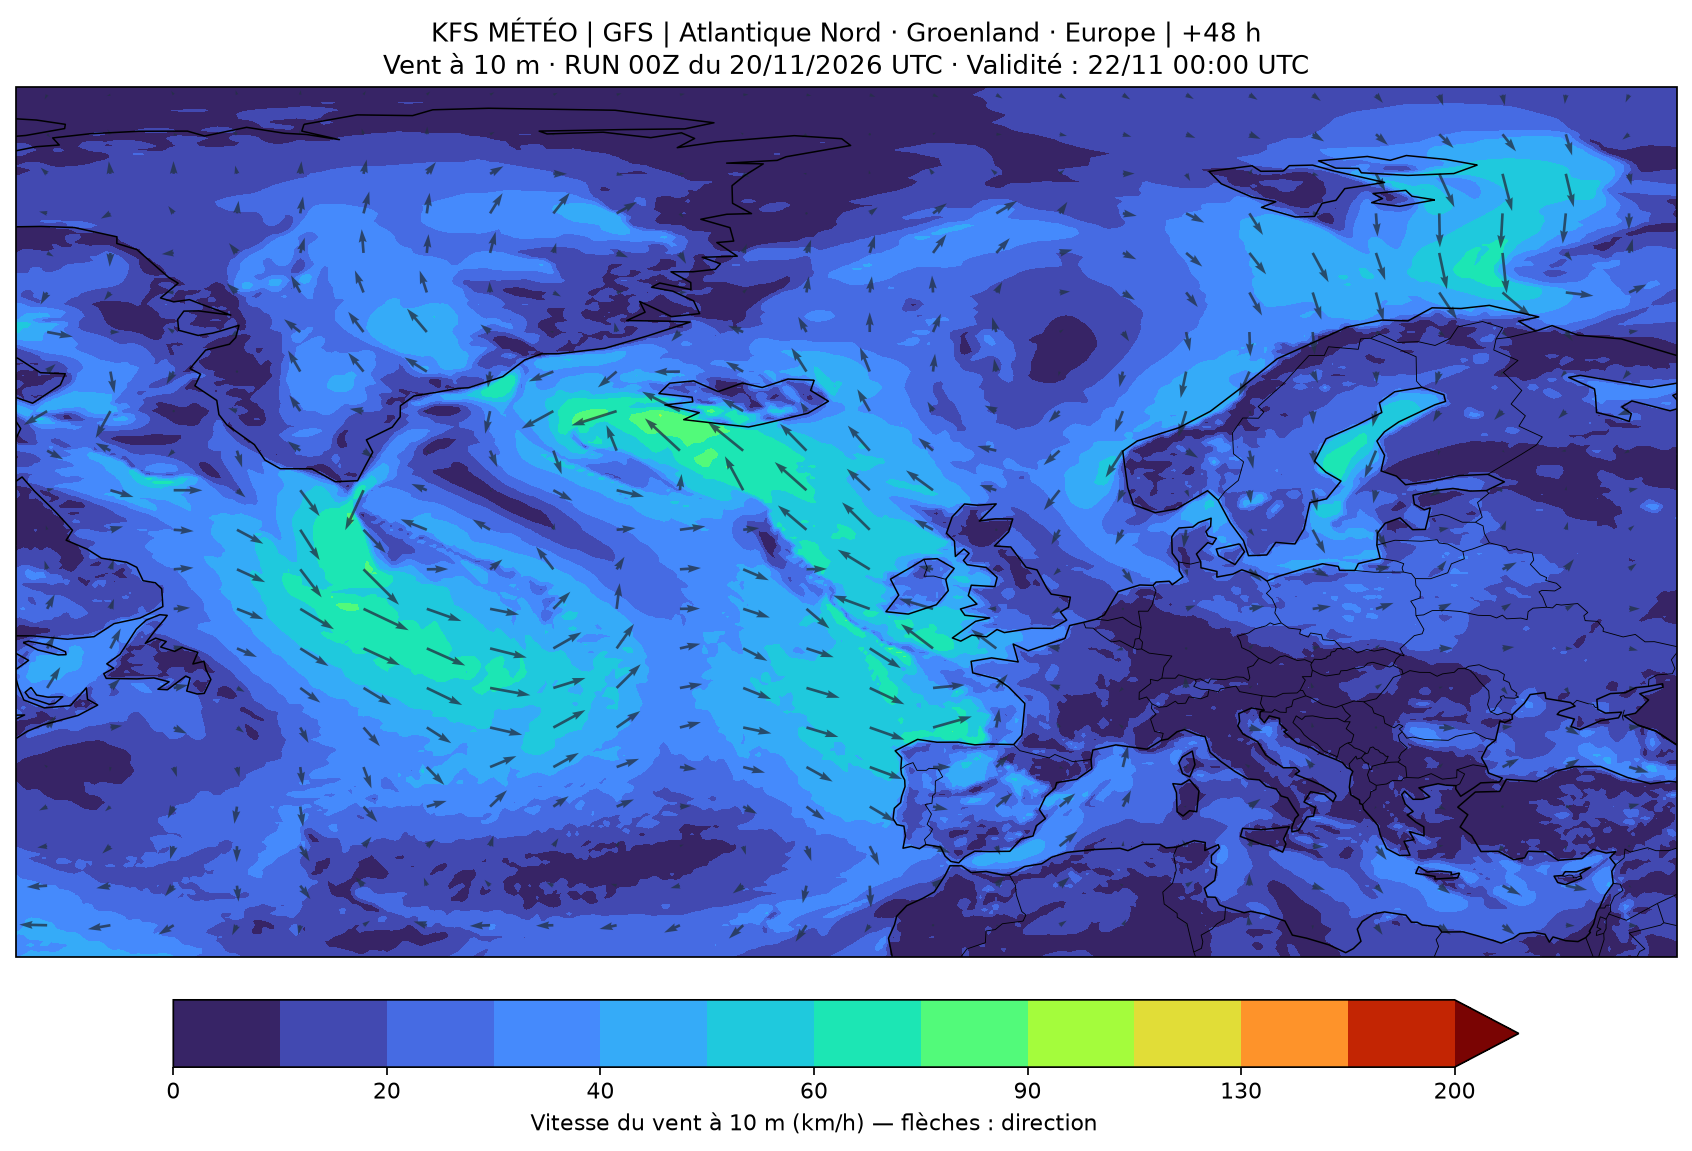 KFS MÉTÉO | GFS | Atlantique Nord · Groenland · Europe | +48 h
Vent à 10 m · RUN 00Z du 20/11/2026 UTC · Validité : 22/11 00:00 UTC
0 20 40 60 90 130 200
Vitesse du vent à 10 m (km/h) — flèches : direction